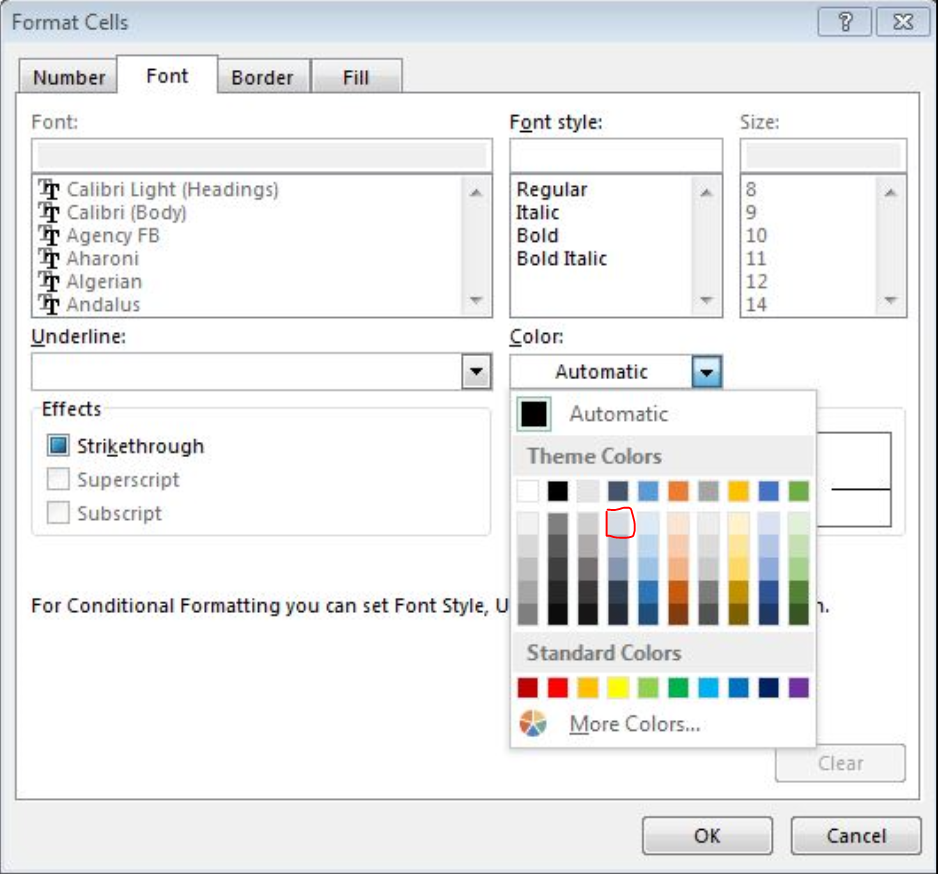 Format Cells
Number Font Border Fill
Font: Font style: Size:
Calibri Light (Headings) Regular 8
Calibri (Body) Italic 9
Agency FB Bold 10
Aharoni Bold Italic 11
Algerian 12
Andalus 14
Underline: Color:
Automatic
Effects Automatic
Strikethrough Theme Colors
Superscript
Subscript
For Conditional Formatting you can set Font Style, U
Standard Colors
More Colors...
Clear
OK Cancel